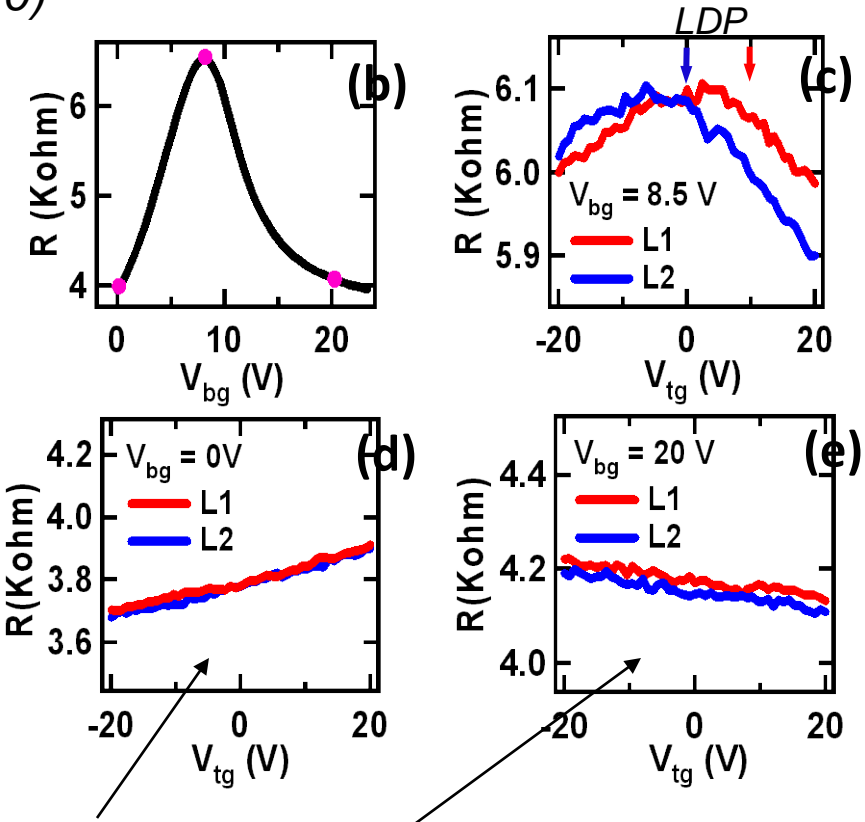 LDP
(b)
6
5
4
R (Kohm)
0
10
20
V_bg (V)
(c)
6.1
6.0
5.9
R (Kohm)
V_bg = 8.5 V
L1
L2
-20
0
20
V_tg (V)
(d)
4.2
4.0
3.8
3.6
R(Kohm)
V_bg = 0V
L1
L2
-20
0
20
V_tg (V)
(e)
4.4
4.2
4.0
R(Kohm)
V_bg = 20 V
L1
L2
-20
0
20
V_tg (V)